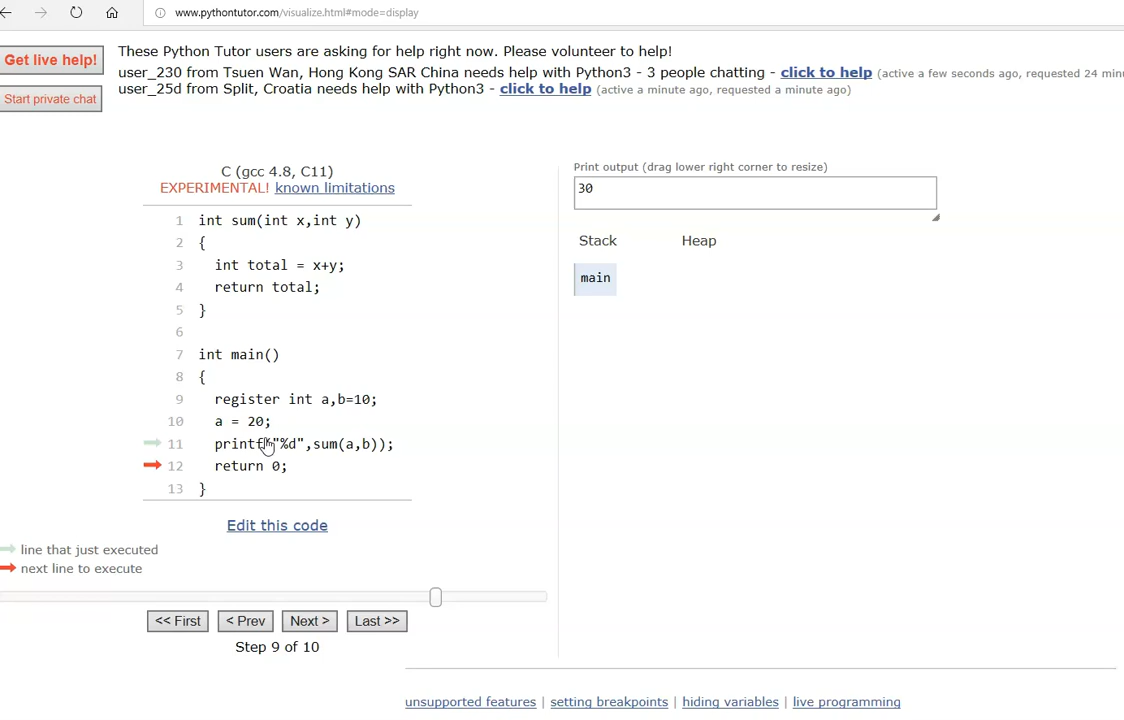 www.pythontutor.com/visualize.html#mode=display
Get live help!
Start private chat
These Python Tutor users are asking for help right now. Please volunteer to help!
user_230 from Tsuen Wan, Hong Kong SAR China needs help with Python3 - 3 people chatting - click to help (active a few seconds ago, requested 24 min
user_25d from Split, Croatia needs help with Python3 - click to help (active a minute ago, requested a minute ago)
C (gcc 4.8, C11)
EXPERIMENTAL! known limitations
1 int sum(int x,int y)
2 {
3 int total = x+y;
4 return total;
5 }
6
7 int main()
8 {
9 register int a,b=10;
10 a = 20;
11 printf("%d",sum(a,b));
12 return 0;
13 }
Edit this code
line that just executed
next line to execute
<< First < Prev Next > Last >>
Step 9 of 10
Print output (drag lower right corner to resize)
30
Stack Heap
main
unsupported features | setting breakpoints | hiding variables | live programming